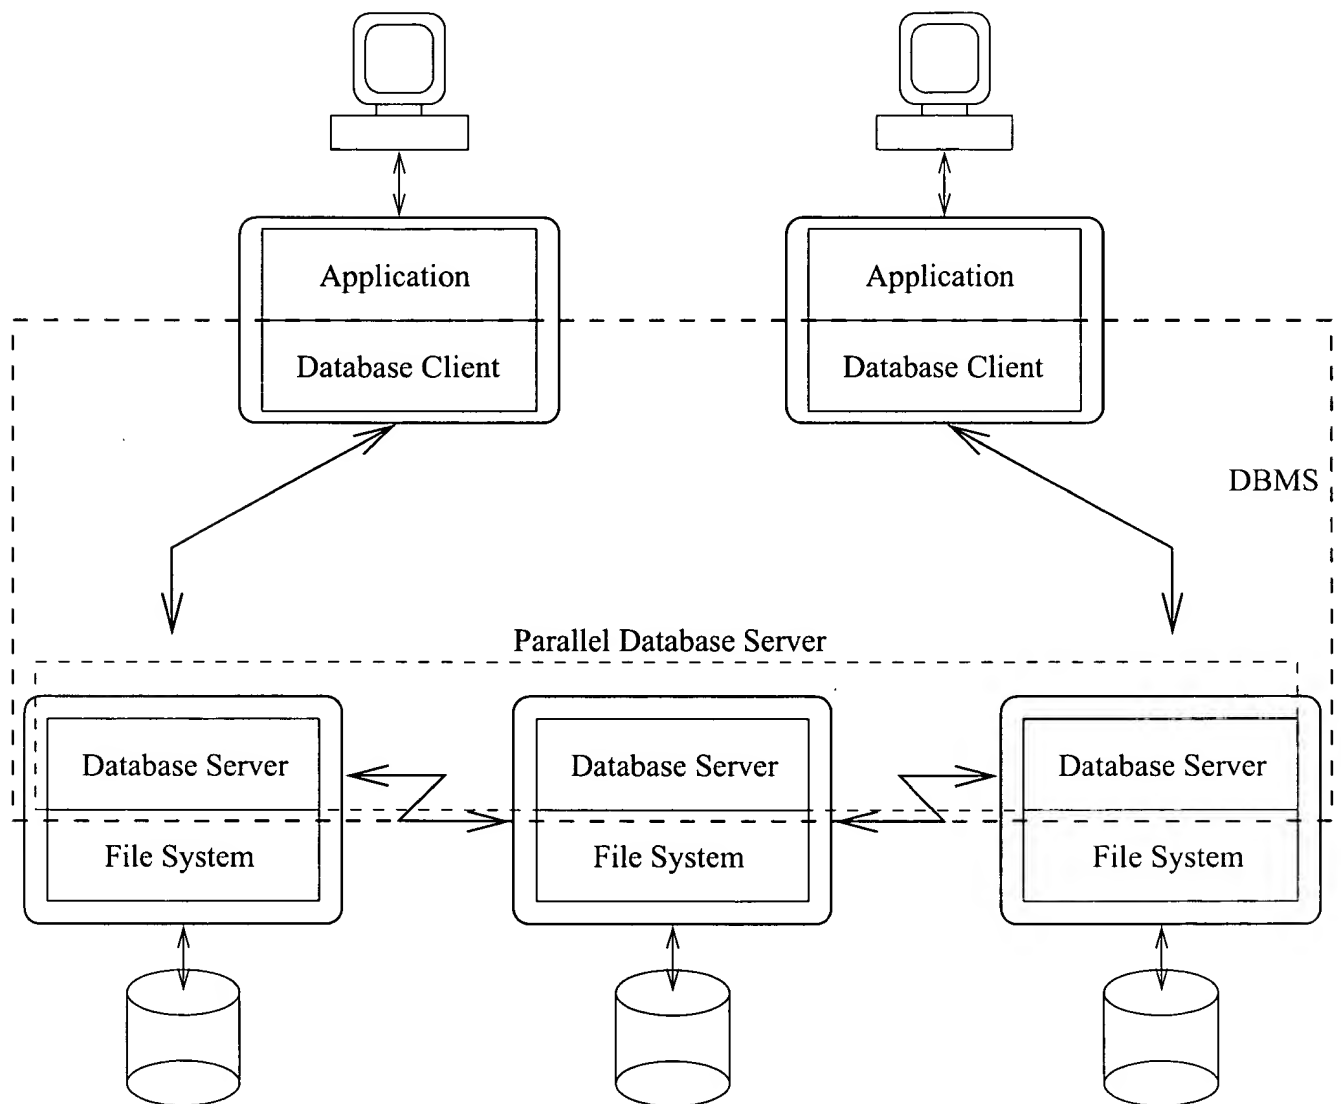 Application
Application
Database Client
Database Client
DBMS
Parallel Database Server
Database Server
Database Server
Database Server
File System
File System
File System